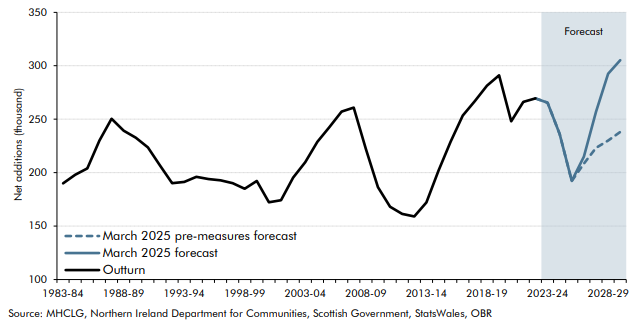 350
300
250
200
150
100
Net additions (thousand)
Forecast
March 2025 pre-measures forecast
March 2025 forecast
Outturn
1983-84 1988-89 1993-94 1998-99 2003-04 2008-09 2013-14 2018-19 2023-24 2028-29
Source: MHCLG, Northern Ireland Department for Communities, Scottish Government, StatsWales, OBR